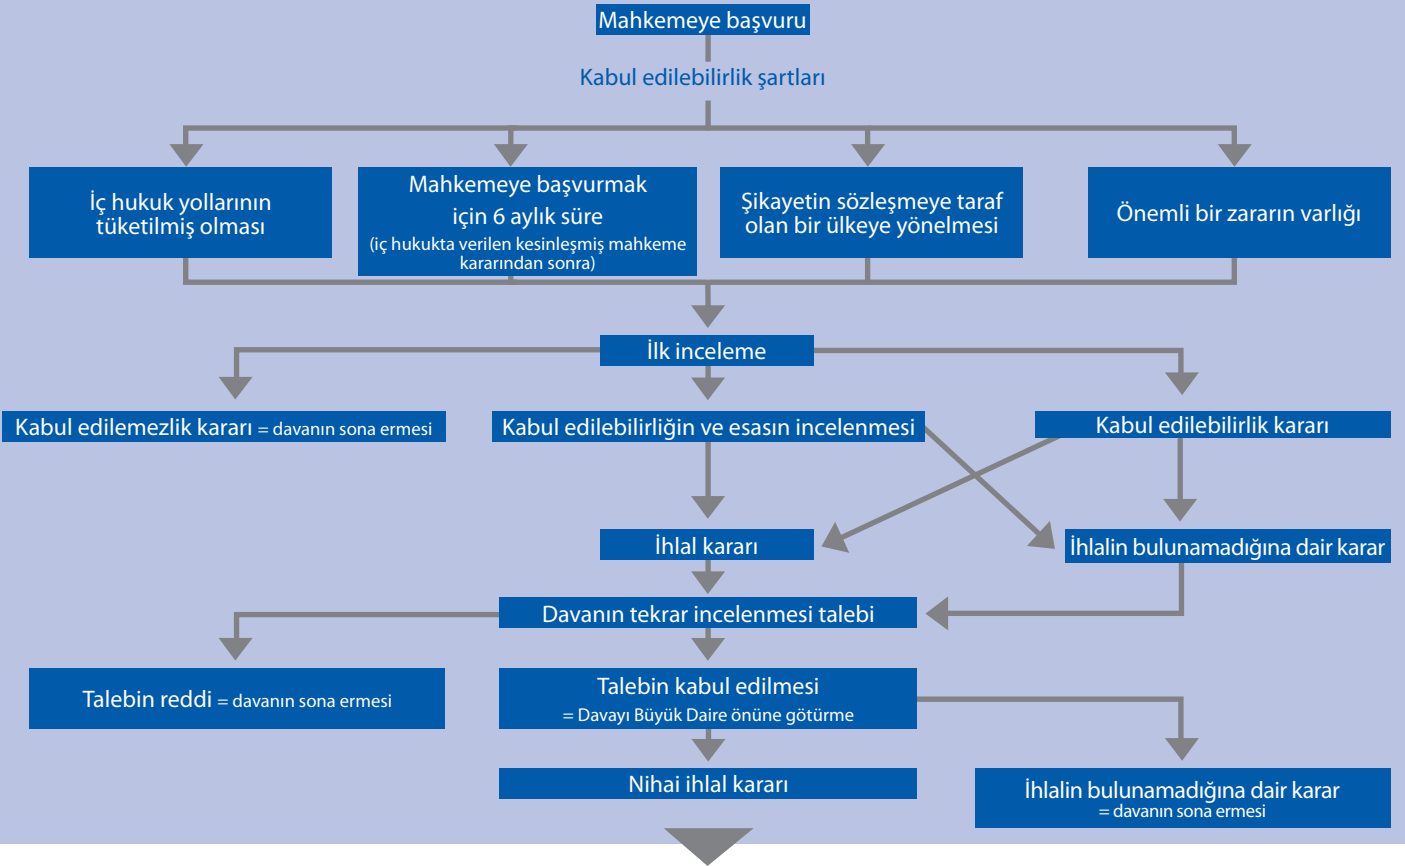 Mahkemeye başvuru
Kabul edilebilirlik şartları
İç hukuk yollarının
tüketilmiş olması
Mahkemeye başvurmak
için 6 aylık süre
(iç hukukta verilen kesinleşmiş mahkeme
kararından sonra)
Şikayetin sözleşmeye taraf
olan bir ülkeye yönelmesi
Önemli bir zararın varlığı
İlk inceleme
Kabul edilemezlik kararı = davanın sona ermesi
Kabul edilebilirliğin ve esasın incelenmesi
Kabul edilebilirlik kararı
İhlal kararı
İhlalin bulunamadığına dair karar
Davanın tekrar incelenmesi talebi
Talebin reddi = davanın sona ermesi
Talebin kabul edilmesi
= Davayı Büyük Daire önüne götürme
Nihai ihlal kararı
İhlalin bulunamadığına dair karar
= davanın sona ermesi